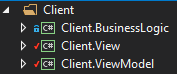 Client
C# Client.BusinessLogic
C# Client.View
C# Client.ViewModel